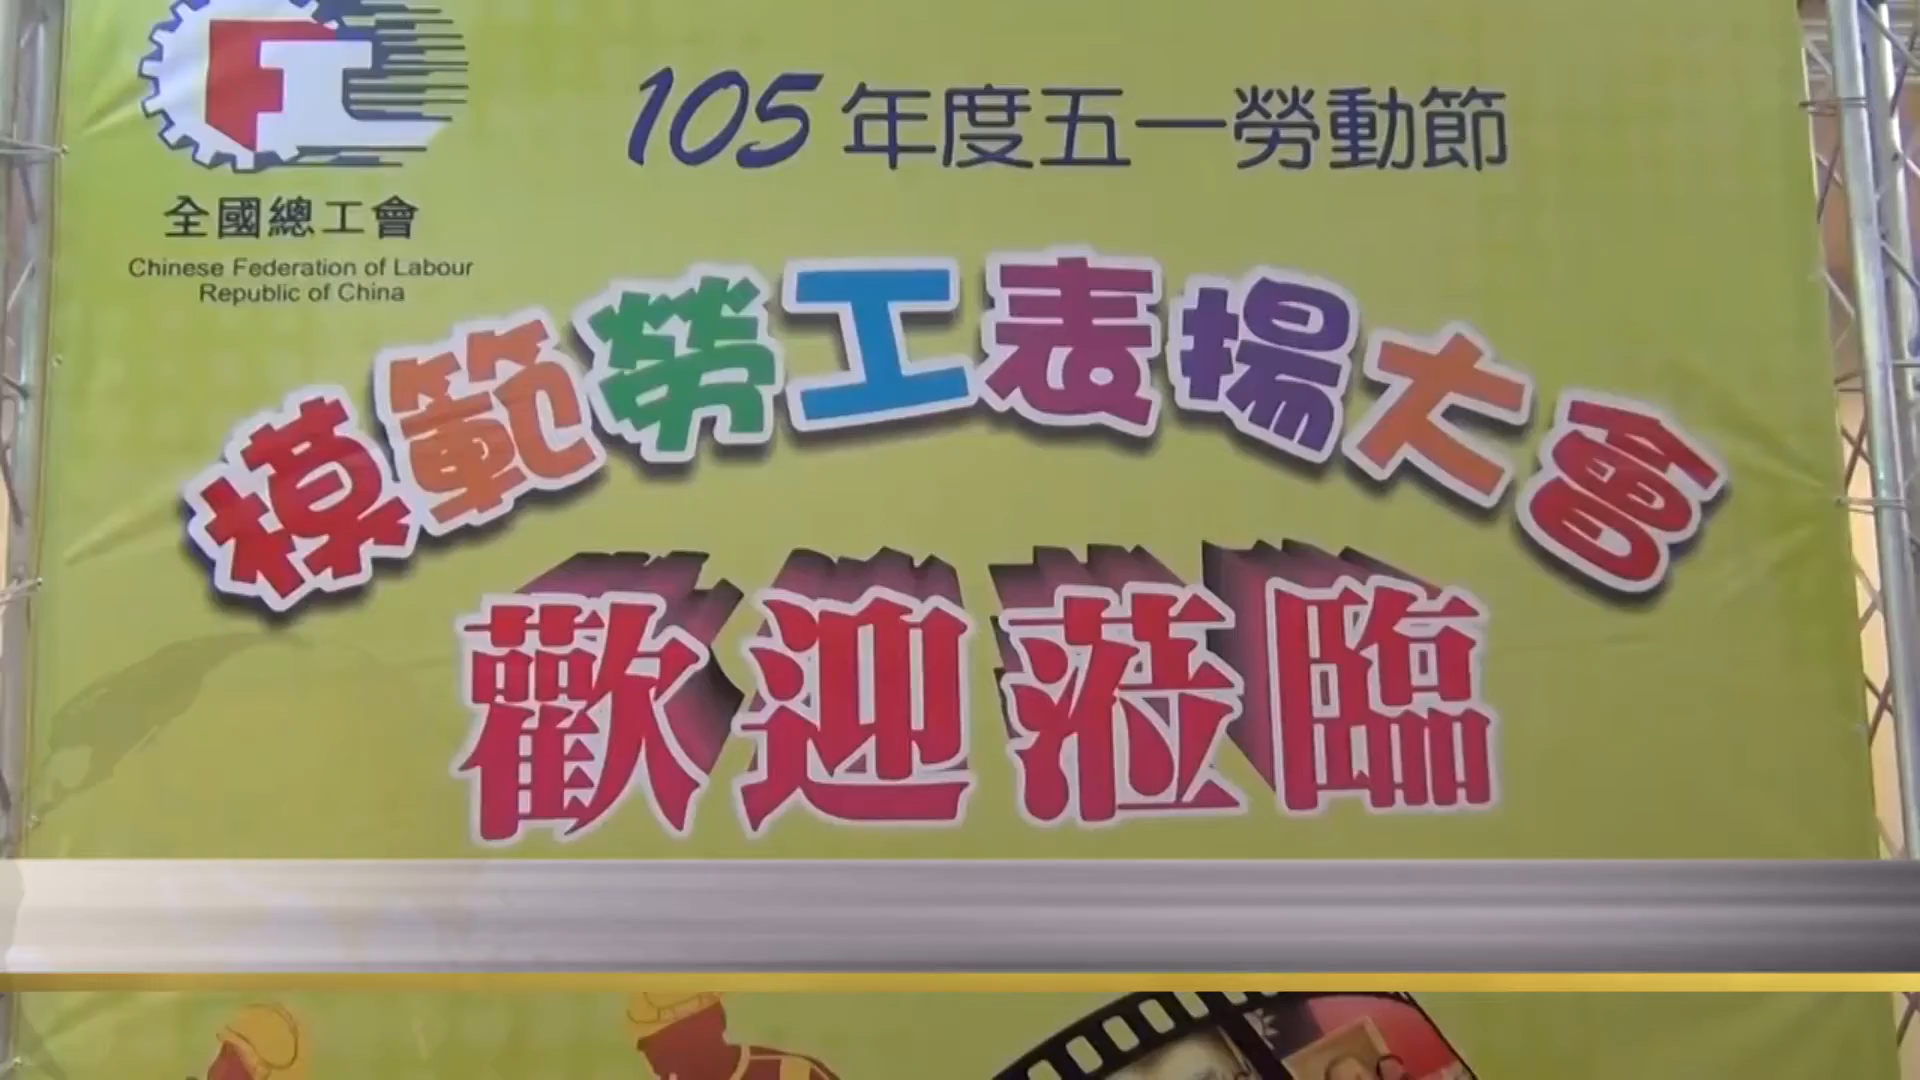 全國總工會
Chinese Federation of Labour
Republic of China
105年度五一勞動節
模範勞工表揚大會
歡迎蒞臨